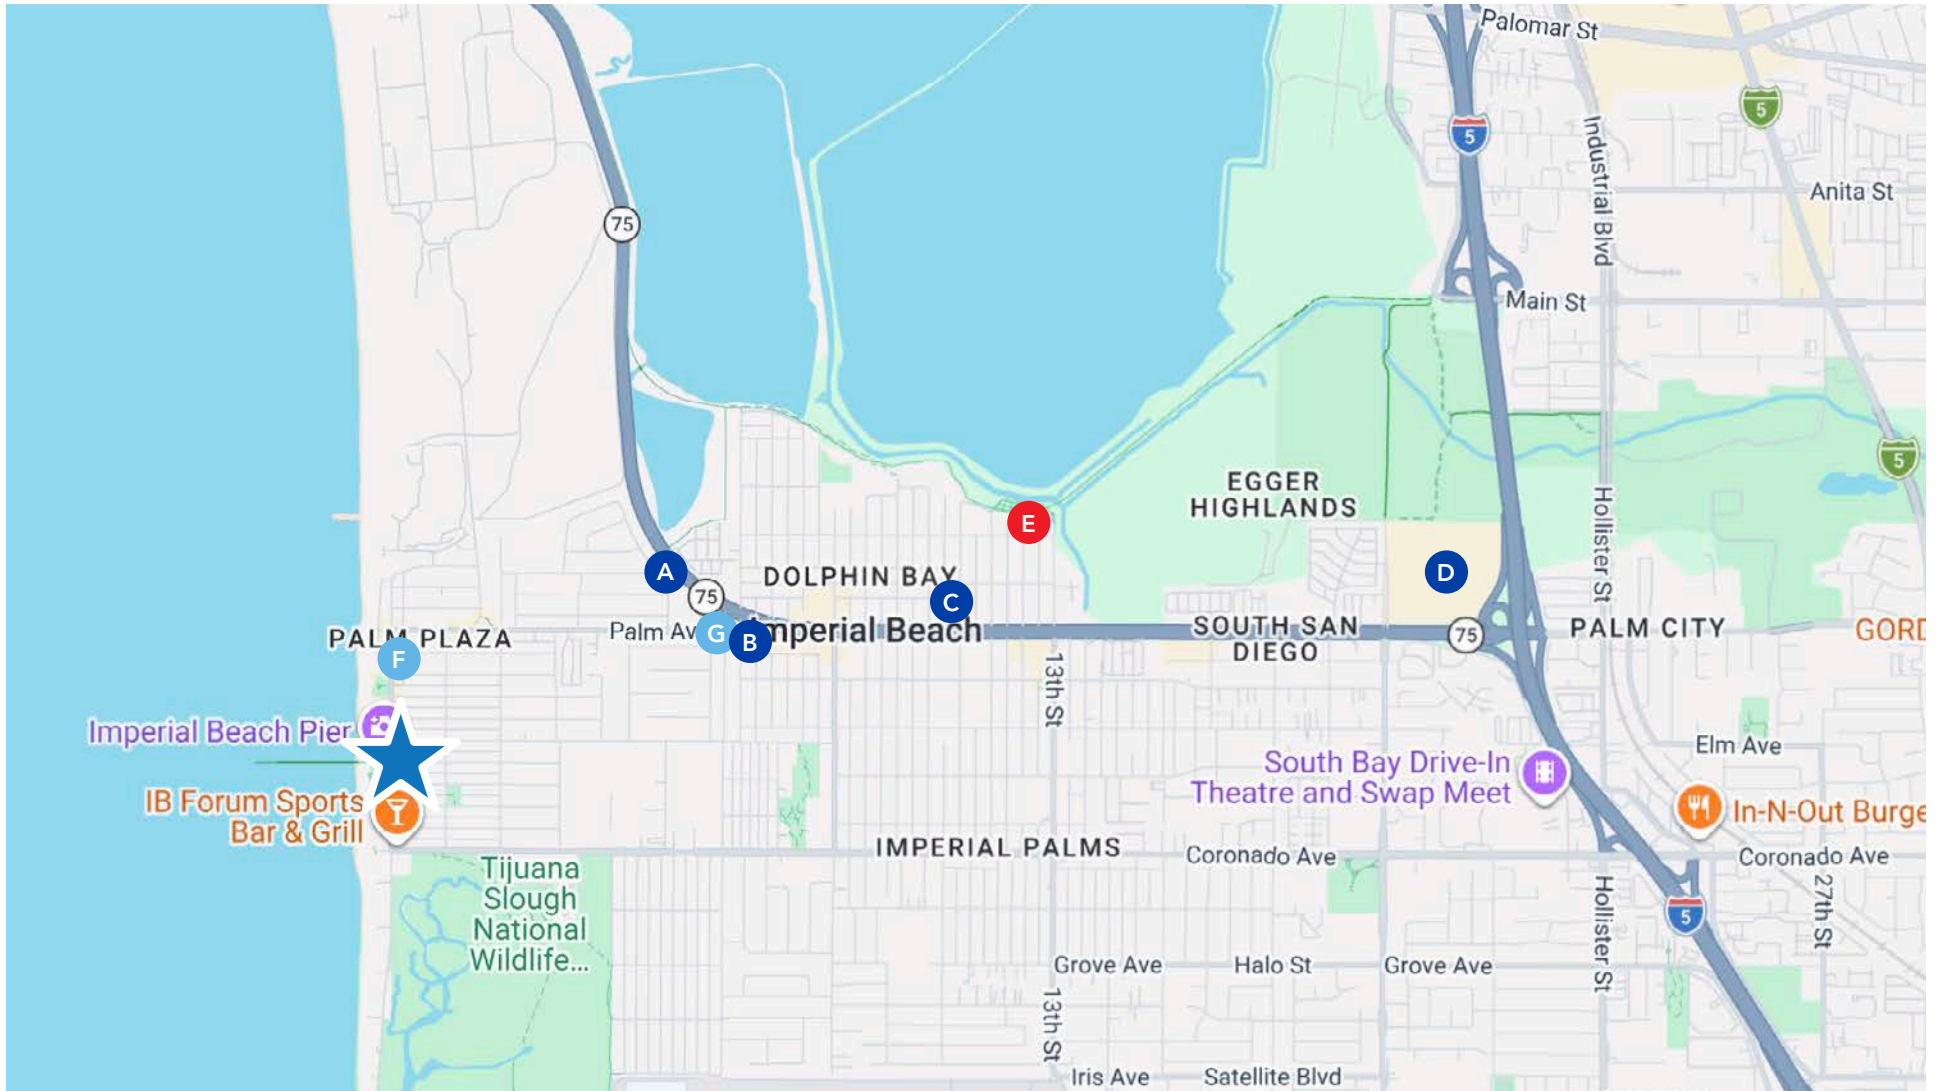 Palomar St
5
5
Industrial Blvd
Anita St
75
Main St
5
EGGER
HIGHLANDS
Hollister St
E
A
DOLPHIN BAY
D
75
C
Palm Av
G
B
Imperial Beach
SOUTH SAN
DIEGO
75
PALM CITY
GORD
PALM PLAZA
F
13th St
Imperial Beach Pier
Elm Ave
South Bay Drive-In
Theatre and Swap Meet
IB Forum Sports
Bar & Grill
In-N-Out Burge
IMPERIAL PALMS
Coronado Ave
Coronado Ave
Tijuana
Slough
National
Wildlife...
Hollister St
27th St
5
Grove Ave
Halo St
Grove Ave
13th St
Iris Ave
Satellite Blvd